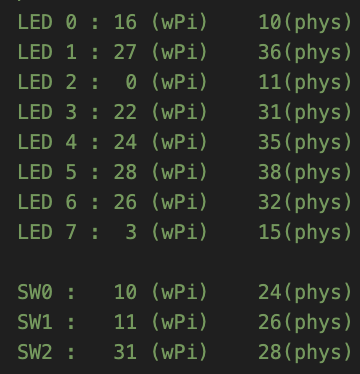 LED 0 : 16 (wPi)    10(phys)
LED 1 : 27 (wPi)    36(phys)
LED 2 :  0 (wPi)    11(phys)
LED 3 : 22 (wPi)    31(phys)
LED 4 : 24 (wPi)    35(phys)
LED 5 : 28 (wPi)    38(phys)
LED 6 : 26 (wPi)    32(phys)
LED 7 :  3 (wPi)    15(phys)

SW0 :   10 (wPi)    24(phys)
SW1 :   11 (wPi)    26(phys)
SW2 :   31 (wPi)    28(phys)